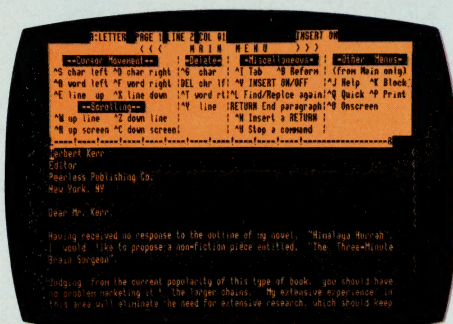 B:LETTER PAGE 1 LINE 2 COL 01 INSERT ON
< < < M A I N M E N U > > >
--Cursor Movement-- | -Delete- | -Miscellaneous- | -Other Menus-
^S char left ^D char right |^G char | ^I Tab ^B Reform |(from Main only)
^A word left ^F word right |DEL chr lf| ^V INSERT ON/OFF |^J Help ^K Block
^E line up ^X line down |^T word rt|^L Find/Replce again|^Q Quick ^P Print
--Scrolling-- |^Y line |RETURN End paragraph|^O Onscreen
^W up line ^Z down line | | ^N Insert a RETURN |
^R up screen ^C down screen| | ^U Stop a command |
L----!----!----!----!----!----!----!----!----!----!--------R
Herbert Kerr
Editor
Peerless Publishing Co.
New York, NY
Dear Mr. Kerr,
Having received no response to the outline of my novel, "Himalaya Hurrah",
I would like to propose a non-fiction piece entitled, "The Three-Minute
Brain Surgeon".
Judging from the current popularity of this type of book, you should have
no problem marketing it the larger chains. My extensive experience in
this area will eliminate the need for extensive research, which should keep